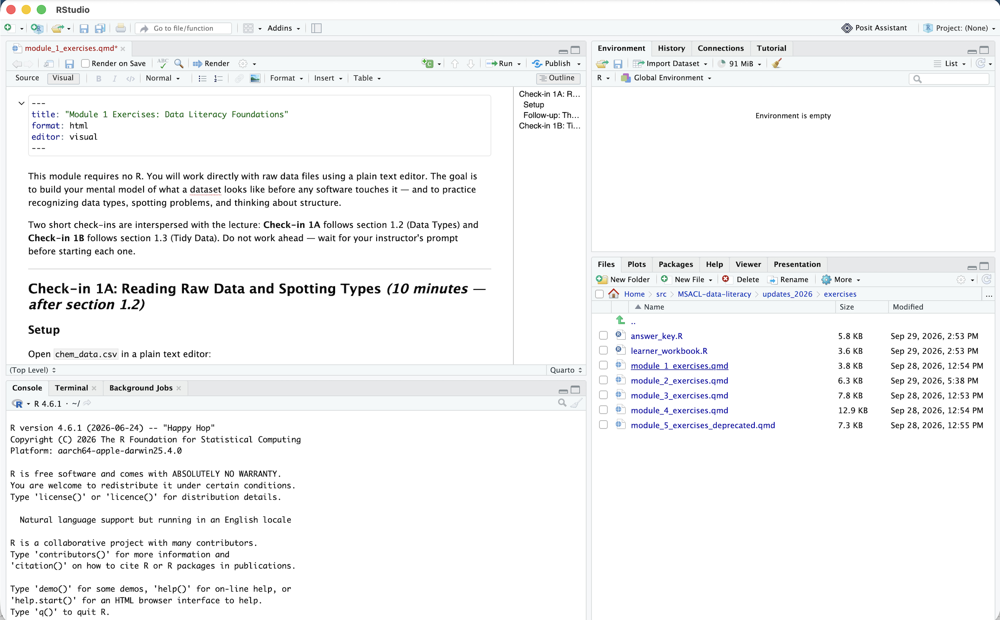 RStudio
Go to file/function
Addins
Posit Assistant
Project: (None)
module_1_exercises.qmd*
Render on Save
ABC
Render
Run
Publish
Source
Visual
B
I
</>
Normal
Format
Insert
Table
Outline
---
title: "Module 1 Exercises: Data Literacy Foundations"
format: html
editor: visual
---
This module requires no R. You will work directly with raw data files using a plain text editor. The goal is
to build your mental model of what a dataset looks like before any software touches it — and to practice
recognizing data types, spotting problems, and thinking about structure.
Two short check-ins are interspersed with the lecture: Check-in 1A follows section 1.2 (Data Types) and
Check-in 1B follows section 1.3 (Tidy Data). Do not work ahead — wait for your instructor's prompt
before starting each one.
Check-in 1A: Reading Raw Data and Spotting Types (10 minutes —
after section 1.2)
Setup
Open chem_data.csv in a plain text editor:
Check-in 1A: R...
Setup
Follow-up: Th...
Check-in 1B: Ti...
(Top Level)
Quarto
Console
Terminal
Background Jobs
R 4.6.1 · ~/
R version 4.6.1 (2026-06-24) -- "Happy Hop"
Copyright (C) 2026 The R Foundation for Statistical Computing
Platform: aarch64-apple-darwin25.4.0
R is free software and comes with ABSOLUTELY NO WARRANTY.
You are welcome to redistribute it under certain conditions.
Type 'license()' or 'licence()' for distribution details.
Natural language support but running in an English locale
R is a collaborative project with many contributors.
Type 'contributors()' for more information and
'citation()' on how to cite R or R packages in publications.
Type 'demo()' for some demos, 'help()' for on-line help, or
'help.start()' for an HTML browser interface to help.
Type 'q()' to quit R.
Environment
History
Connections
Tutorial
Import Dataset
91 MiB
List
R
Global Environment
Environment is empty
Files
Plots
Packages
Help
Viewer
Presentation
New Folder
New File
Delete
Rename
More
Home
src
MSACL-data-literacy
updates_2026
exercises
...
Name Size Modified
..
answer_key.R 5.8 KB Sep 29, 2026, 2:53 PM
learner_workbook.R 3.6 KB Sep 29, 2026, 2:53 PM
module_1_exercises.qmd 3.8 KB Sep 28, 2026, 12:54 PM
module_2_exercises.qmd 6.3 KB Sep 29, 2026, 5:38 PM
module_3_exercises.qmd 7.8 KB Sep 28, 2026, 12:53 PM
module_4_exercises.qmd 12.9 KB Sep 28, 2026, 12:54 PM
module_5_exercises_deprecated.qmd 7.3 KB Sep 28, 2026, 12:55 PM